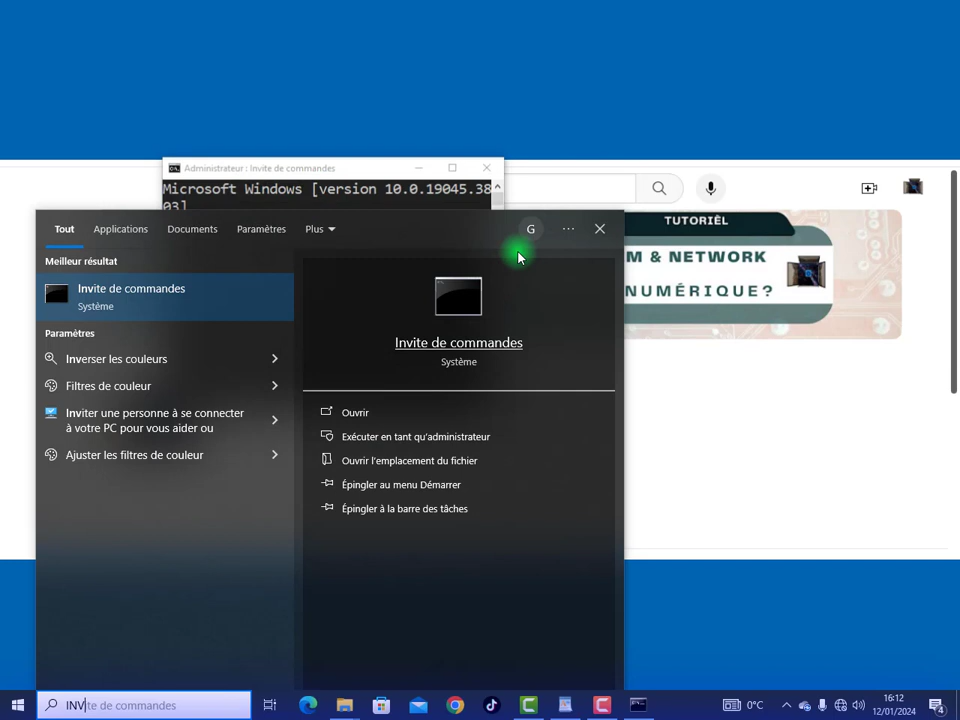 Administrateur : Invite de commandes
Microsoft Windows [version 10.0.19045.38
03]
Tout Applications Documents Paramètres Plus G ...
TUTORIÈL
M & NETWORK
NUMÉRIQUE?
Meilleur résultat
Invite de commandes
Système
Paramètres
Inverser les couleurs
Filtres de couleur
Inviter une personne à se connecter
à votre PC pour vous aider ou
Ajuster les filtres de couleur
Invite de commandes
Système
Ouvrir
Exécuter en tant qu'administrateur
Ouvrir l'emplacement du fichier
Épingler au menu Démarrer
Épingler à la barre des tâches
INVite de commandes
0°C
16:12
12/01/2024
4